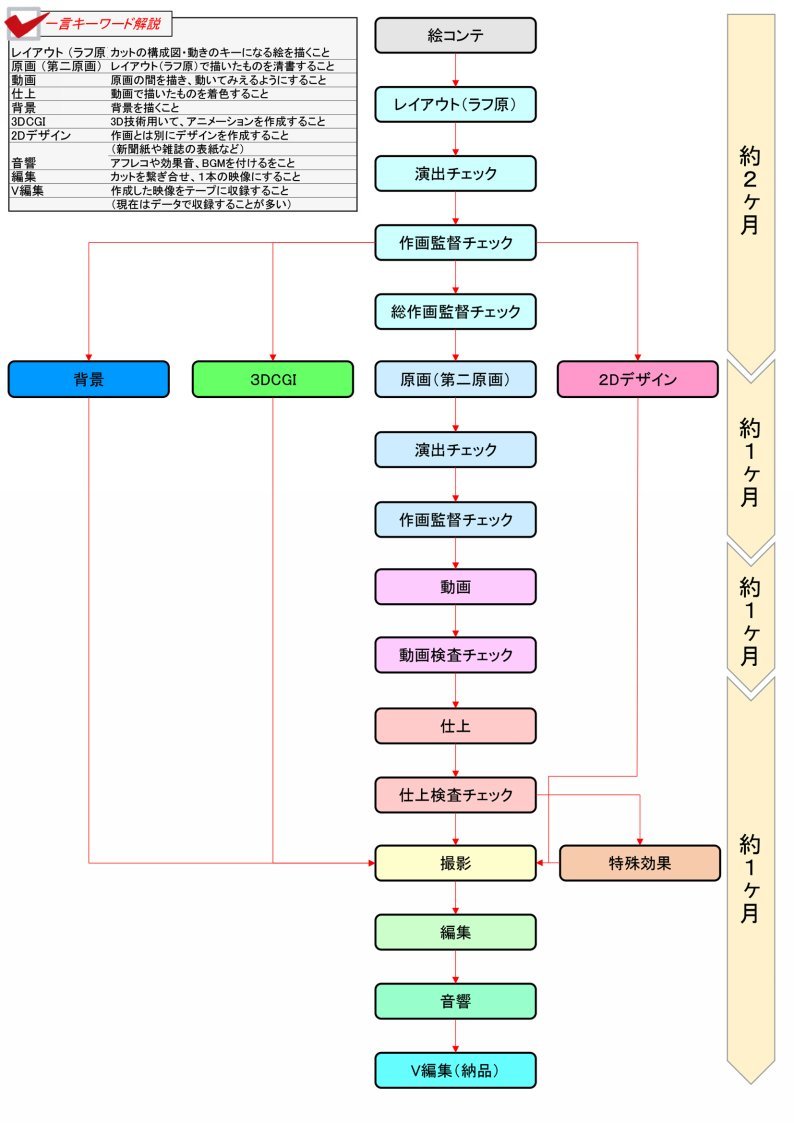 一言キーワード解説
レイアウト（ラフ原 カットの構成図・動きのキーになる絵を描くこと
原画（第二原画） レイアウト（ラフ原）で描いたものを清書すること
動画 原画の間を描き、動いてみえるようにすること
仕上 動画で描いたものを着色すること
背景 背景を描くこと
3DCGI 3D技術用いて、アニメーションを作成すること
2Dデザイン 作画とは別にデザインを作成すること
（新聞紙や雑誌の表紙など）
音響 アフレコや効果音、BGMを付けるをこと
編集 カットを繋ぎ合せ、1本の映像にすること
V編集 作成した映像をテープに収録すること
（現在はデータで収録することが多い）
絵コンテ
レイアウト（ラフ原）
演出チェック
作画監督チェック
総作画監督チェック
背景
3DCGI
原画（第二原画）
2Dデザイン
演出チェック
作画監督チェック
動画
動画検査チェック
仕上
仕上検査チェック
撮影
特殊効果
編集
音響
V編集（納品）
約2ヶ月
約1ヶ月
約1ヶ月
約1ヶ月